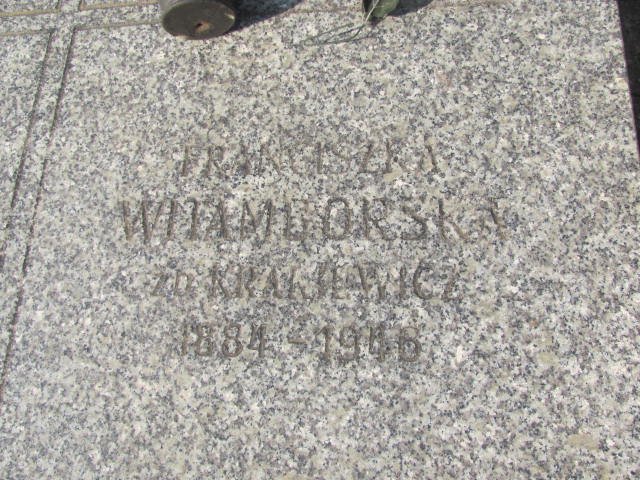 FRANCISZKA
WITAMBORSKA
ZD. KRAKIEWICZ
1884 - 1946